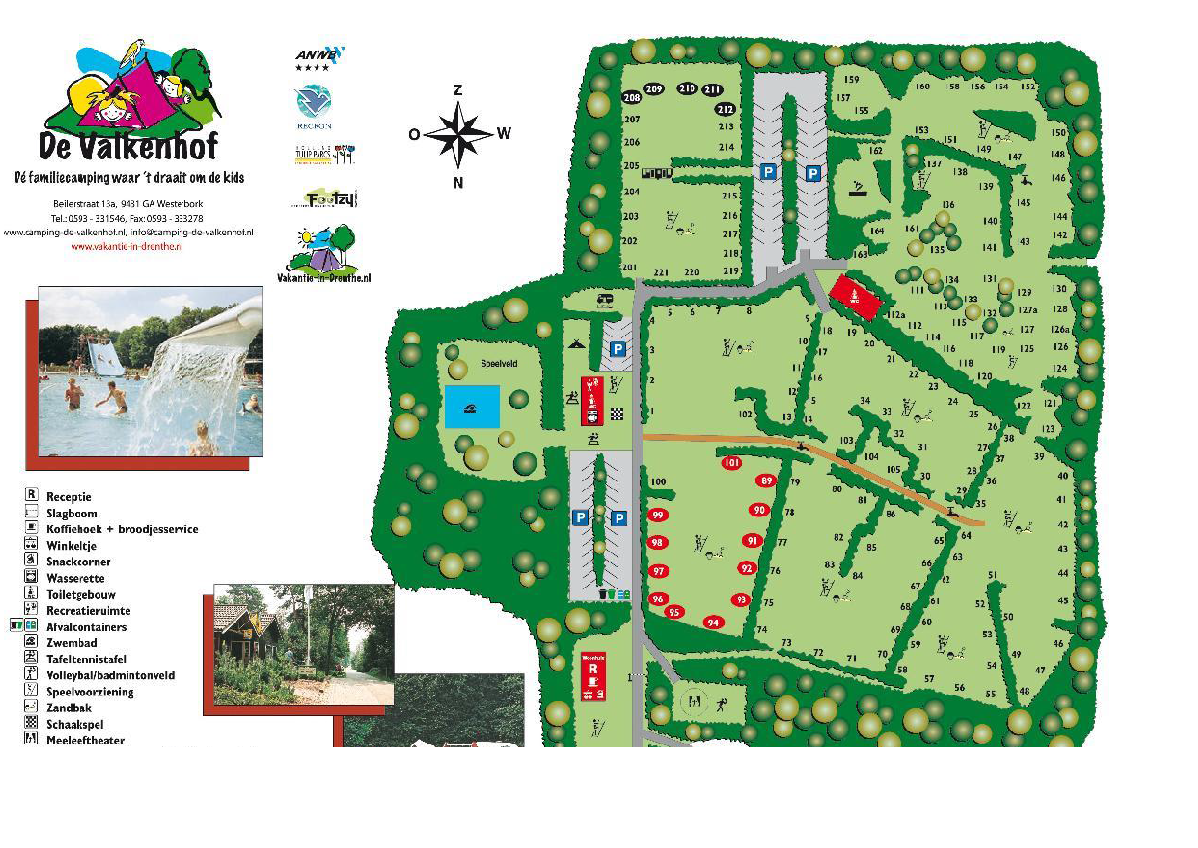 ANWB
★★★★
RECRON
HOLLAND
TULIP PARCS
Footzy
Vakantie-in-Drenthe.nl
De Valkenhof
Dé familiecamping waar 't draait om de kids
Beilerstraat 13a, 9431 GA Westerbork
Tel.: 0593 - 331546, Fax: 0593 - 333278
www.camping-de-valkenhof.nl, info@camping-de-valkenhof.nl
www.vakantie-in-drenthe.nl
Z
O W
N
R Receptie
Slagboom
Koffiehoek + broodjesservice
Winkeltje
Snackcorner
Wasserette
Toiletgebouw
Recreatieruimte
Afvalcontainers
Zwembad
Tafeltennistafel
Volleybal/badmintonveld
Speelvorziening
Zandbak
Schaakspel
Meeleeftheater
208 209 210 211 212
207 213
206 214
205
204 215
203 216
202 217
218
201 221 220 219
P P
159 160 158 156 154 152
157 155
153 151 150
162 149 147 148
137 138 146
139 145
136 144
164 161 140 142
135 141 43
163
134 131 129 130
111 133 128
113 132 127a
112a 115 127 126a
112 114 117 125 126
116 119
118 124
120
122 121
123
WC
4 5 6 7 8
3
2
1
P
Speelveld
10 17
18 19 20 21
22 23
11 16
12
102 13
24 25
34 33 26
32 27 38
103 31 37 39
104 28
105 30 36 40
29 35 41
42
101 89
100 79
99 90 78
98 91 77
97 92 76
96 93 75
95 94 74
P P
80 81 86
82 85
83 84
73 72 71 70
64 65 63
66
67 62
68 61
69 60
59
58
57 56 55
51 52 50
53 49
54
48 47
43
44
45
46
R